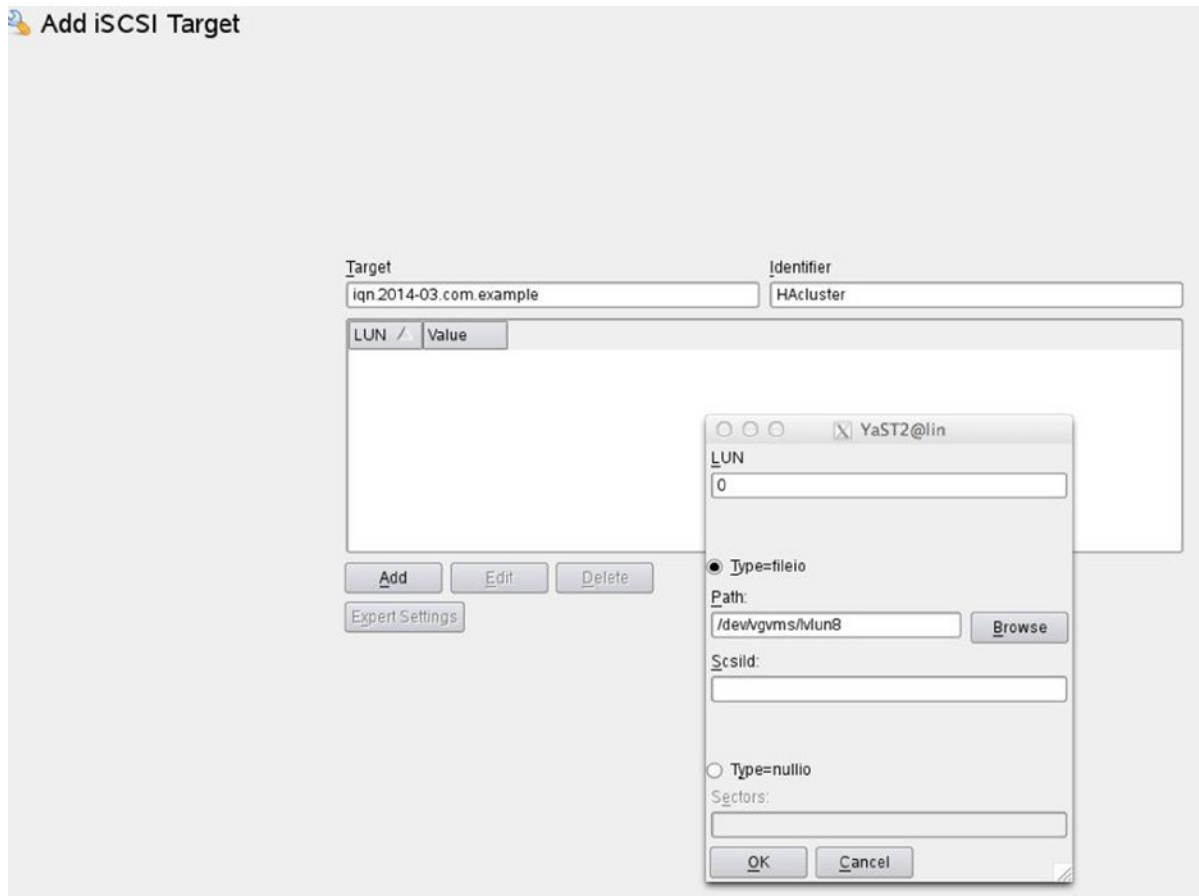 Add iSCSI Target
Target
Identifier
iqn.2014-03.com.example
HAcluster
LUN
Value
YaST2@lin
LUN
0
Type=fileio
Path:
/dev/vgvms/lvlun8
Browse
ScsiId:
Type=nullio
Sectors:
OK
Cancel
Add
Edit
Delete
Expert Settings